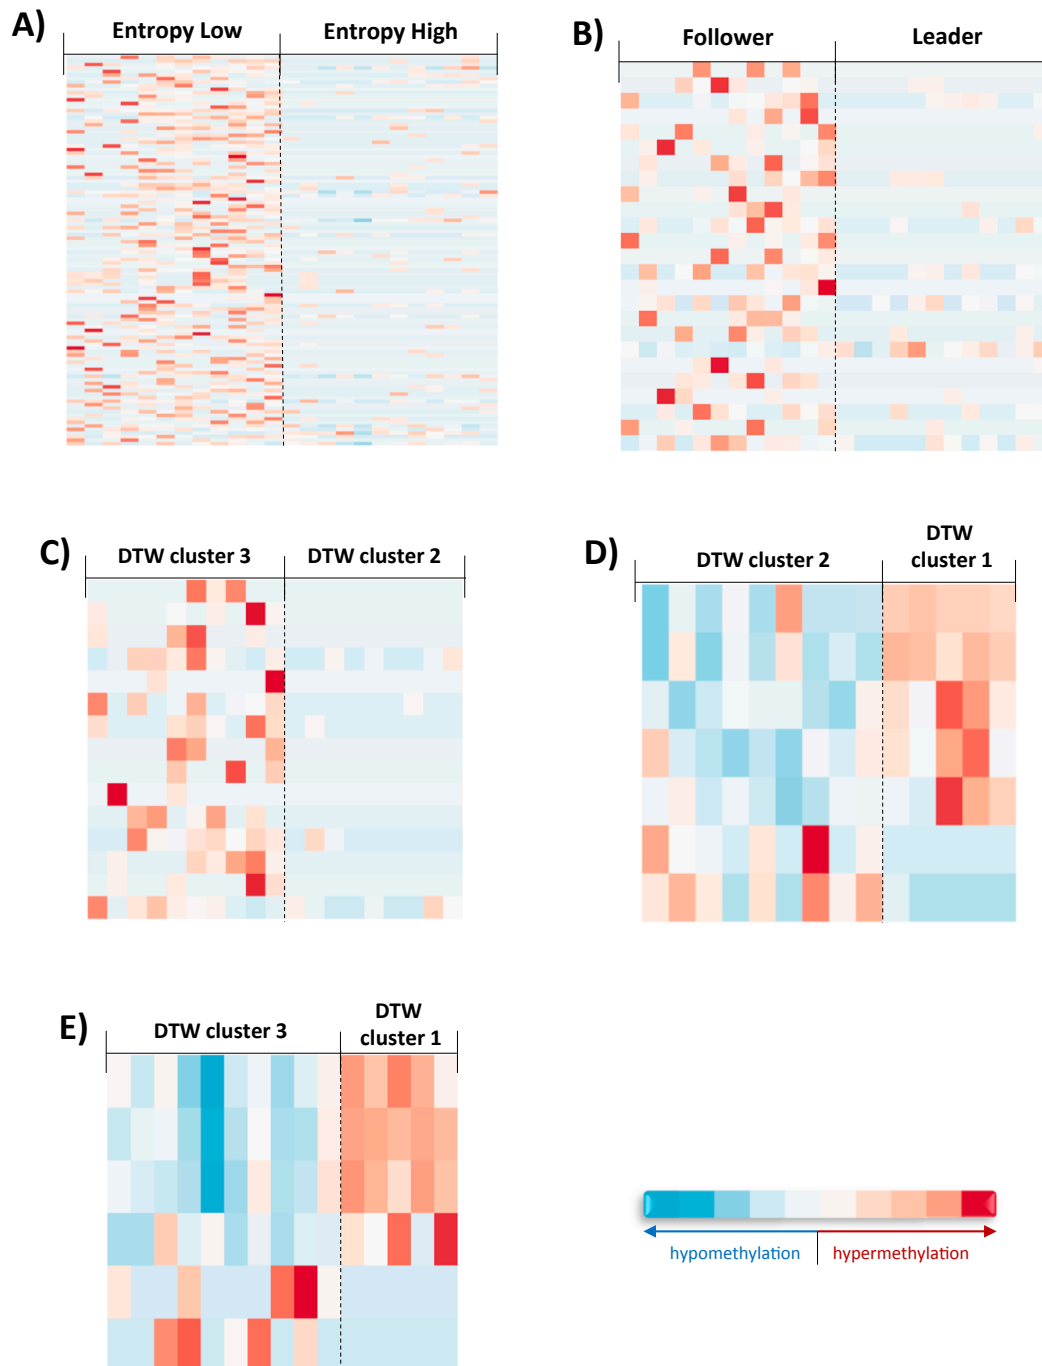 A)
Entropy Low
Entropy High
B)
Follower
Leader
C)
DTW cluster 3
DTW cluster 2
D)
DTW cluster 2
DTW
cluster 1
E)
DTW cluster 3
DTW
cluster 1
hypomethylation
hypermethylation